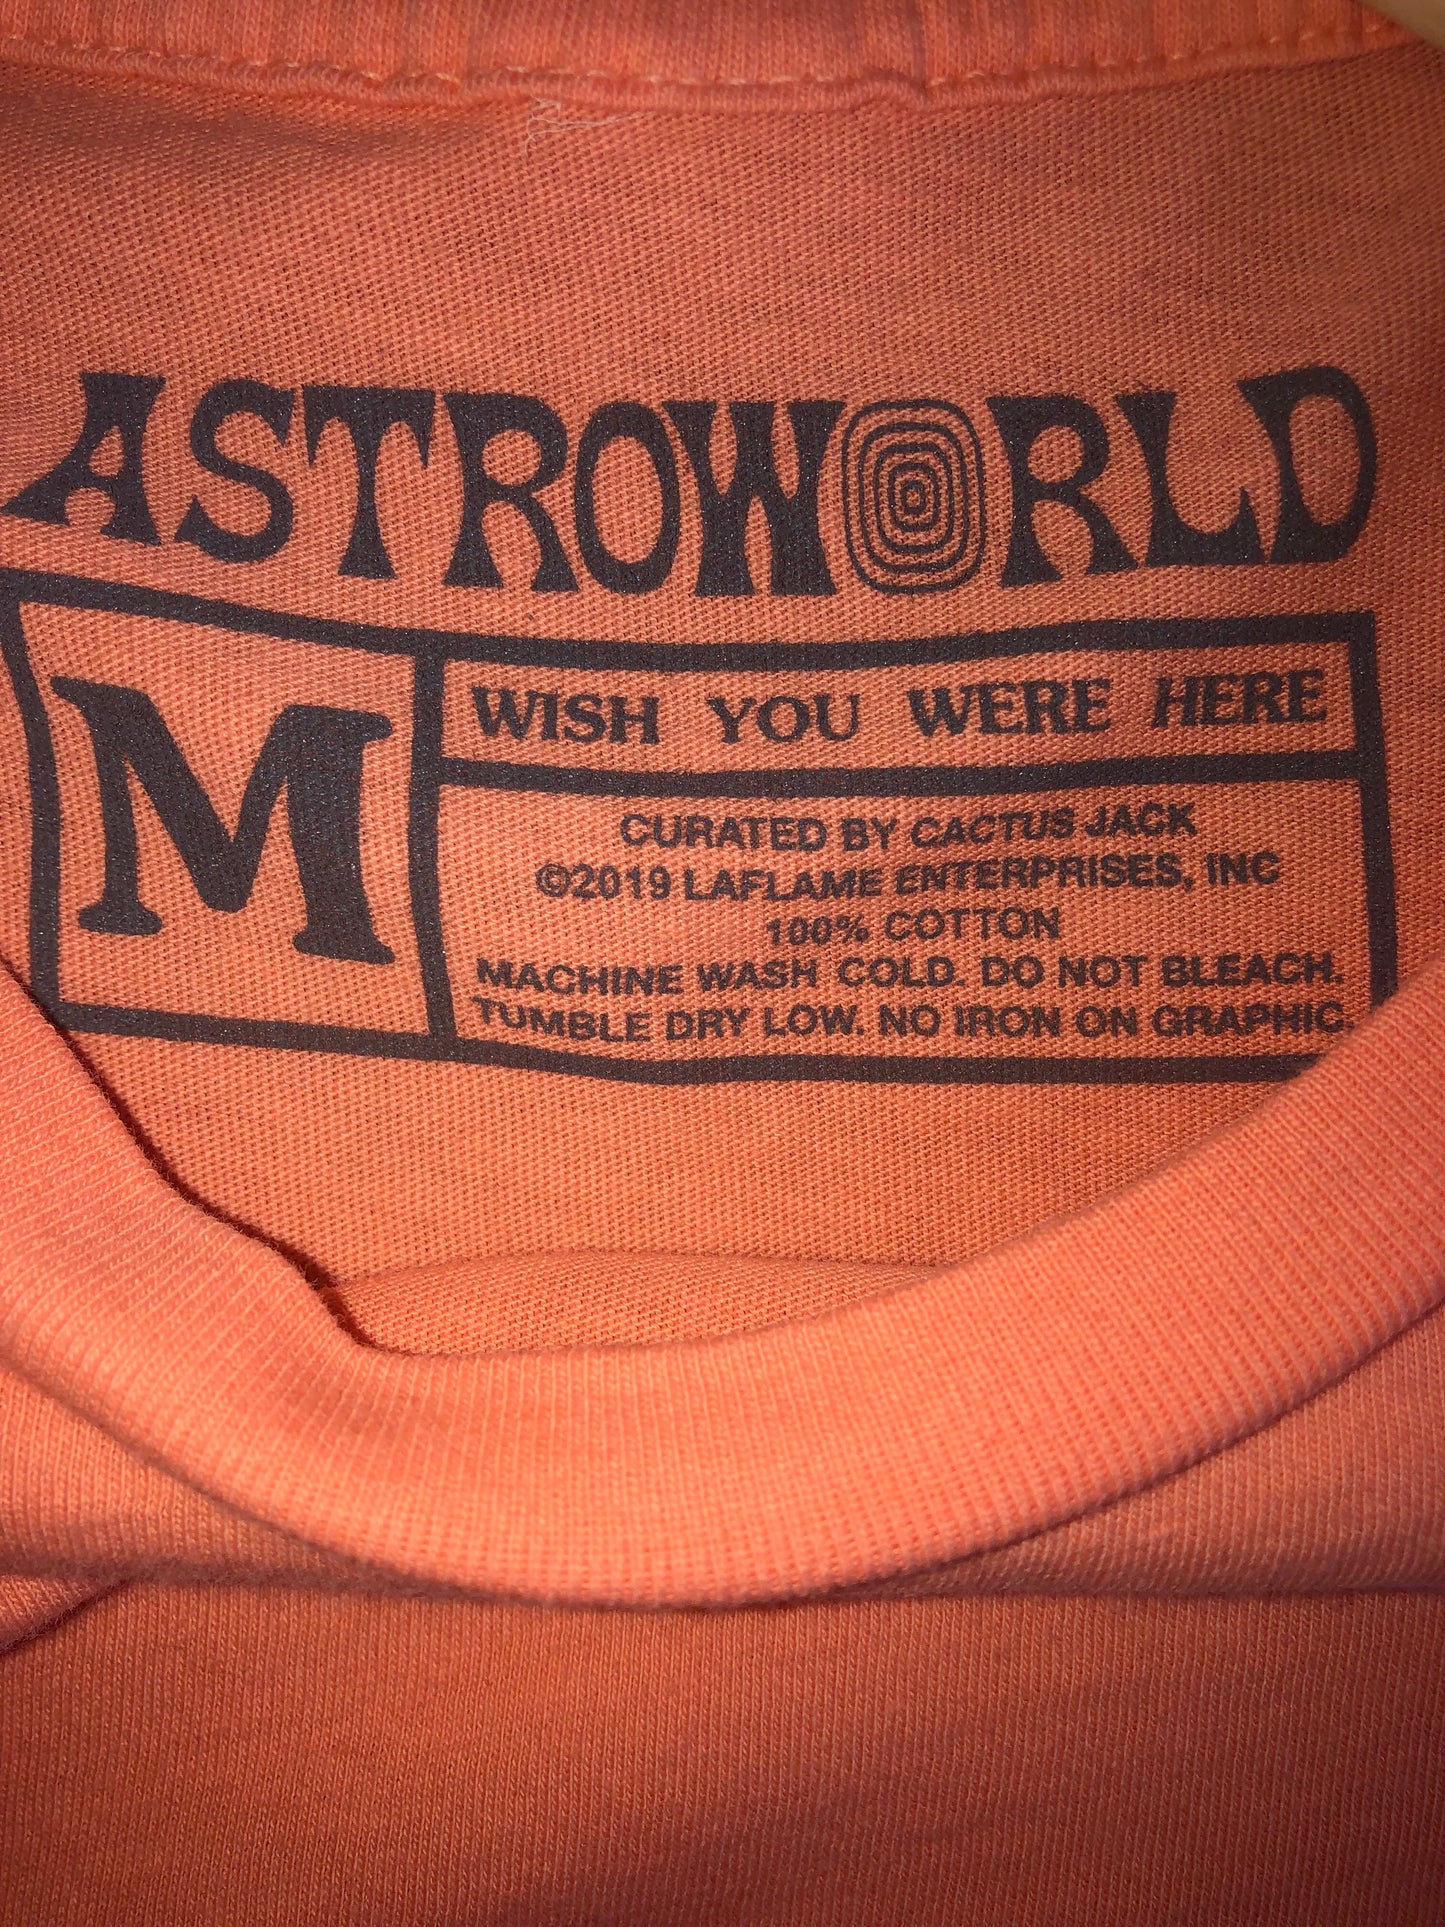 ASTROWORLD
M
WISH YOU WERE HERE
CURATED BY CACTUS JACK
©2019 LAFLAME ENTERPRISES, INC
100% COTTON
MACHINE WASH COLD. DO NOT BLEACH.
TUMBLE DRY LOW. NO IRON ON GRAPHIC.